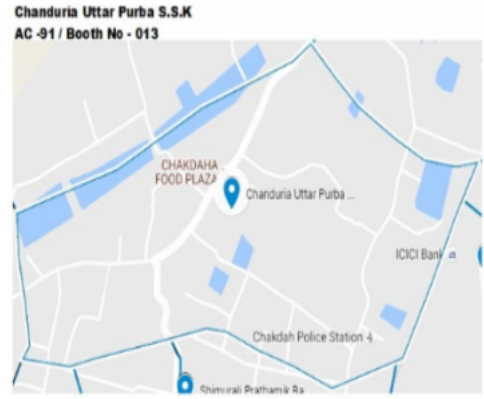 Chanduria Uttar Purba S.S.K
AC -91 / Booth No - 013
CHAKDAHA
FOOD PLAZA
Chanduria Uttar Purba ...
ICICI Bank
Chakdah Police Station
Shimurali Prathamik Ba